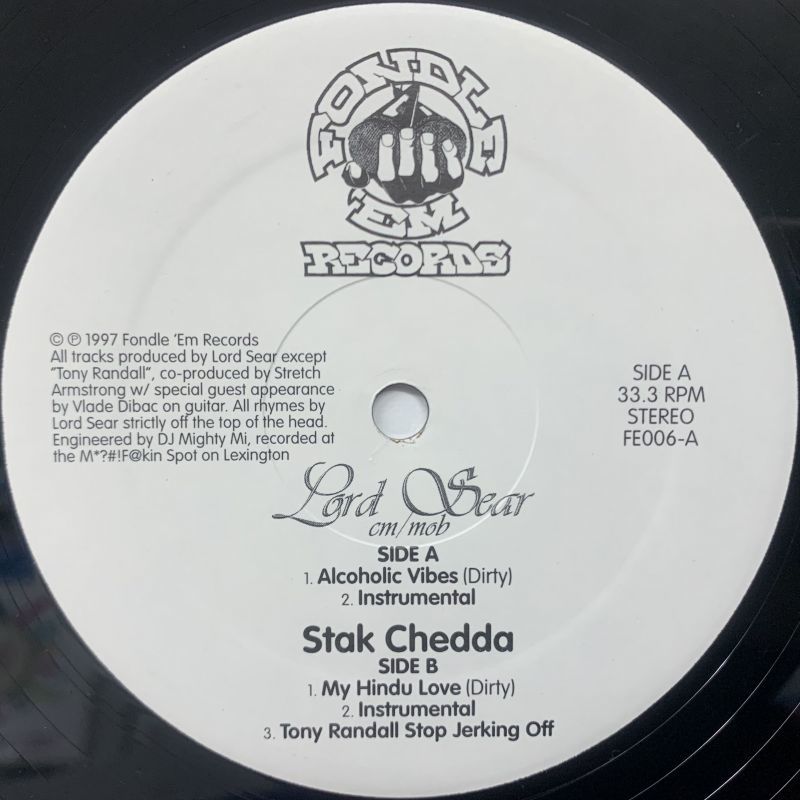 FONDLE
'EM
RECORDS
© ℗ 1997 Fondle 'Em Records
All tracks produced by Lord Sear except
"Tony Randall", co-produced by Stretch
Armstrong w/ special guest appearance
by Vlade Dibac on guitar. All rhymes by
Lord Sear strictly off the top of the head.
Engineered by DJ Mighty Mi, recorded at
the M*?#!F@kin Spot on Lexington
SIDE A
33.3 RPM
STEREO
FE006-A
Lord Sear
cm/mob
SIDE A
1. Alcoholic Vibes (Dirty)
2. Instrumental
Stak Chedda
SIDE B
1. My Hindu Love (Dirty)
2. Instrumental
3. Tony Randall Stop Jerking Off